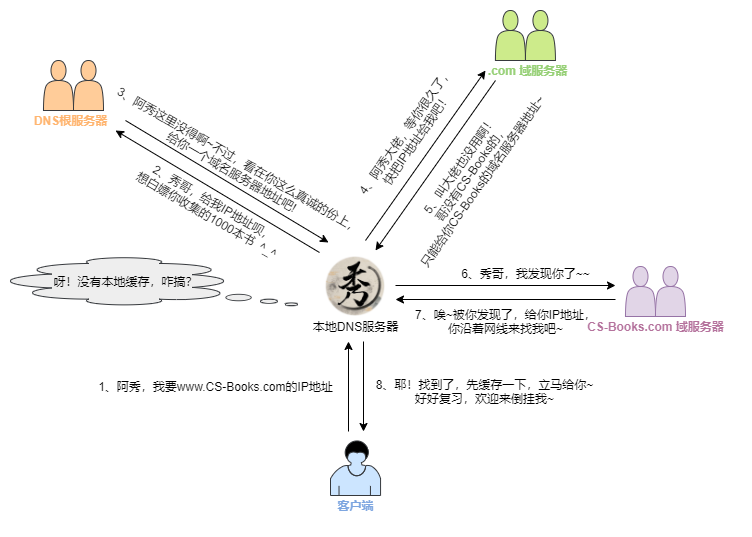 .com 域服务器
DNS根服务器
3、阿秀这里没得啊~不过，看在你这么真诚的份上，
给你一个域名服务器地址吧！
2、秀哥，给我IP地址呗，
想白嫖你收集的1000本书 ^_^
4、阿秀大佬，等你很久了，
快把IP地址给我吧！
5、叫大佬也没用啊！
哥没有CS-Books的，
只能给你CS-Books的域名服务器地址~
呀！没有本地缓存，咋搞？
秀
本地DNS服务器
6、秀哥，我发现你了~~
7、唉~被你发现了，给你IP地址，
你沿着网线来找我吧~
CS-Books.com 域服务器
1、阿秀，我要www.CS-Books.com的IP地址
8、耶！找到了，先缓存一下，立马给你~
好好复习，欢迎来倒挂我~
客户端